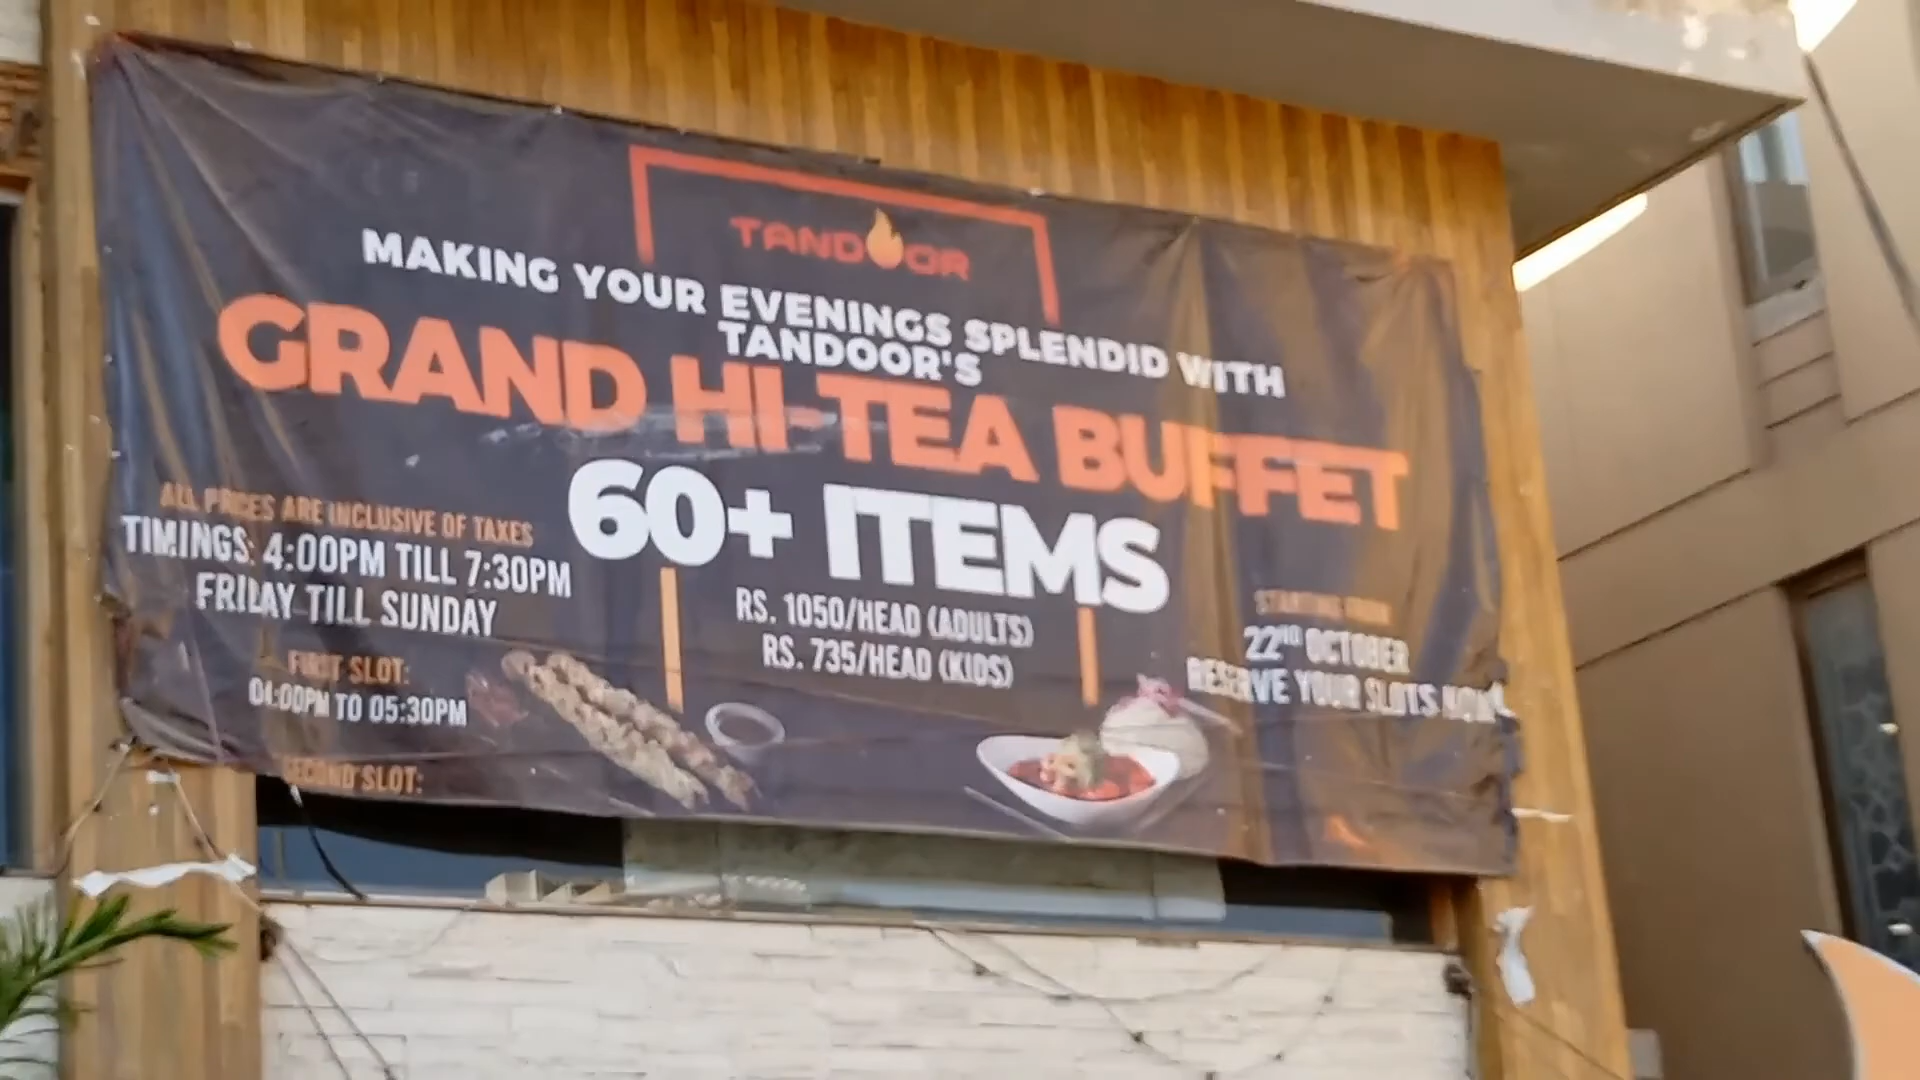 TANDOOR
MAKING YOUR EVENINGS SPLENDID WITH
TANDOOR'S
GRAND HI-TEA BUFFET
60+ ITEMS
ALL PRICES ARE INCLUSIVE OF TAXES
TIMINGS: 4:00PM TILL 7:30PM
FRIDAY TILL SUNDAY
FIRST SLOT:
04:00PM TO 05:30PM
SECOND SLOT:
RS. 1050/HEAD (ADULTS)
RS. 735/HEAD (KIDS)
STARTING FROM
22ND OCTOBER
RESERVE YOUR SLOTS NOW!